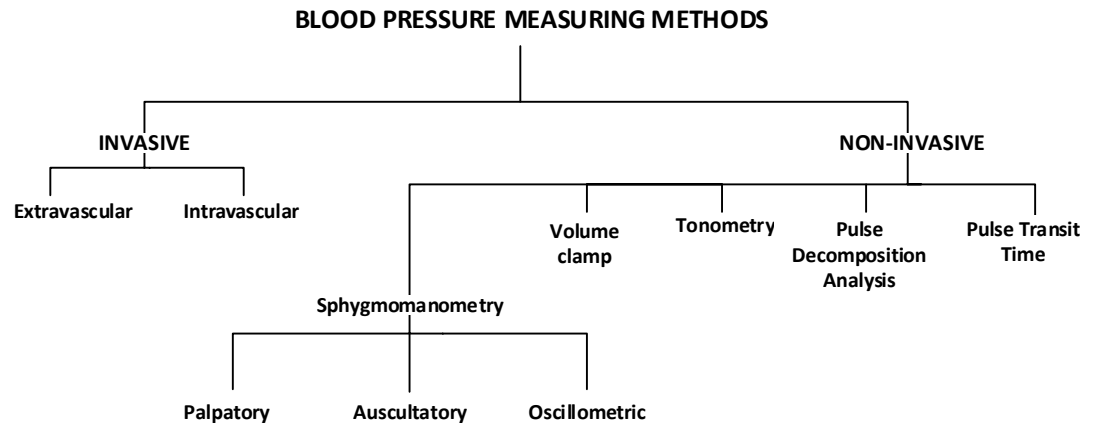 BLOOD PRESSURE MEASURING METHODS
INVASIVE
NON-INVASIVE
Extravascular
Intravascular
Volume
clamp
Tonometry
Pulse
Decomposition
Analysis
Pulse Transit
Time
Sphygmomanometry
Palpatory
Auscultatory
Oscillometric